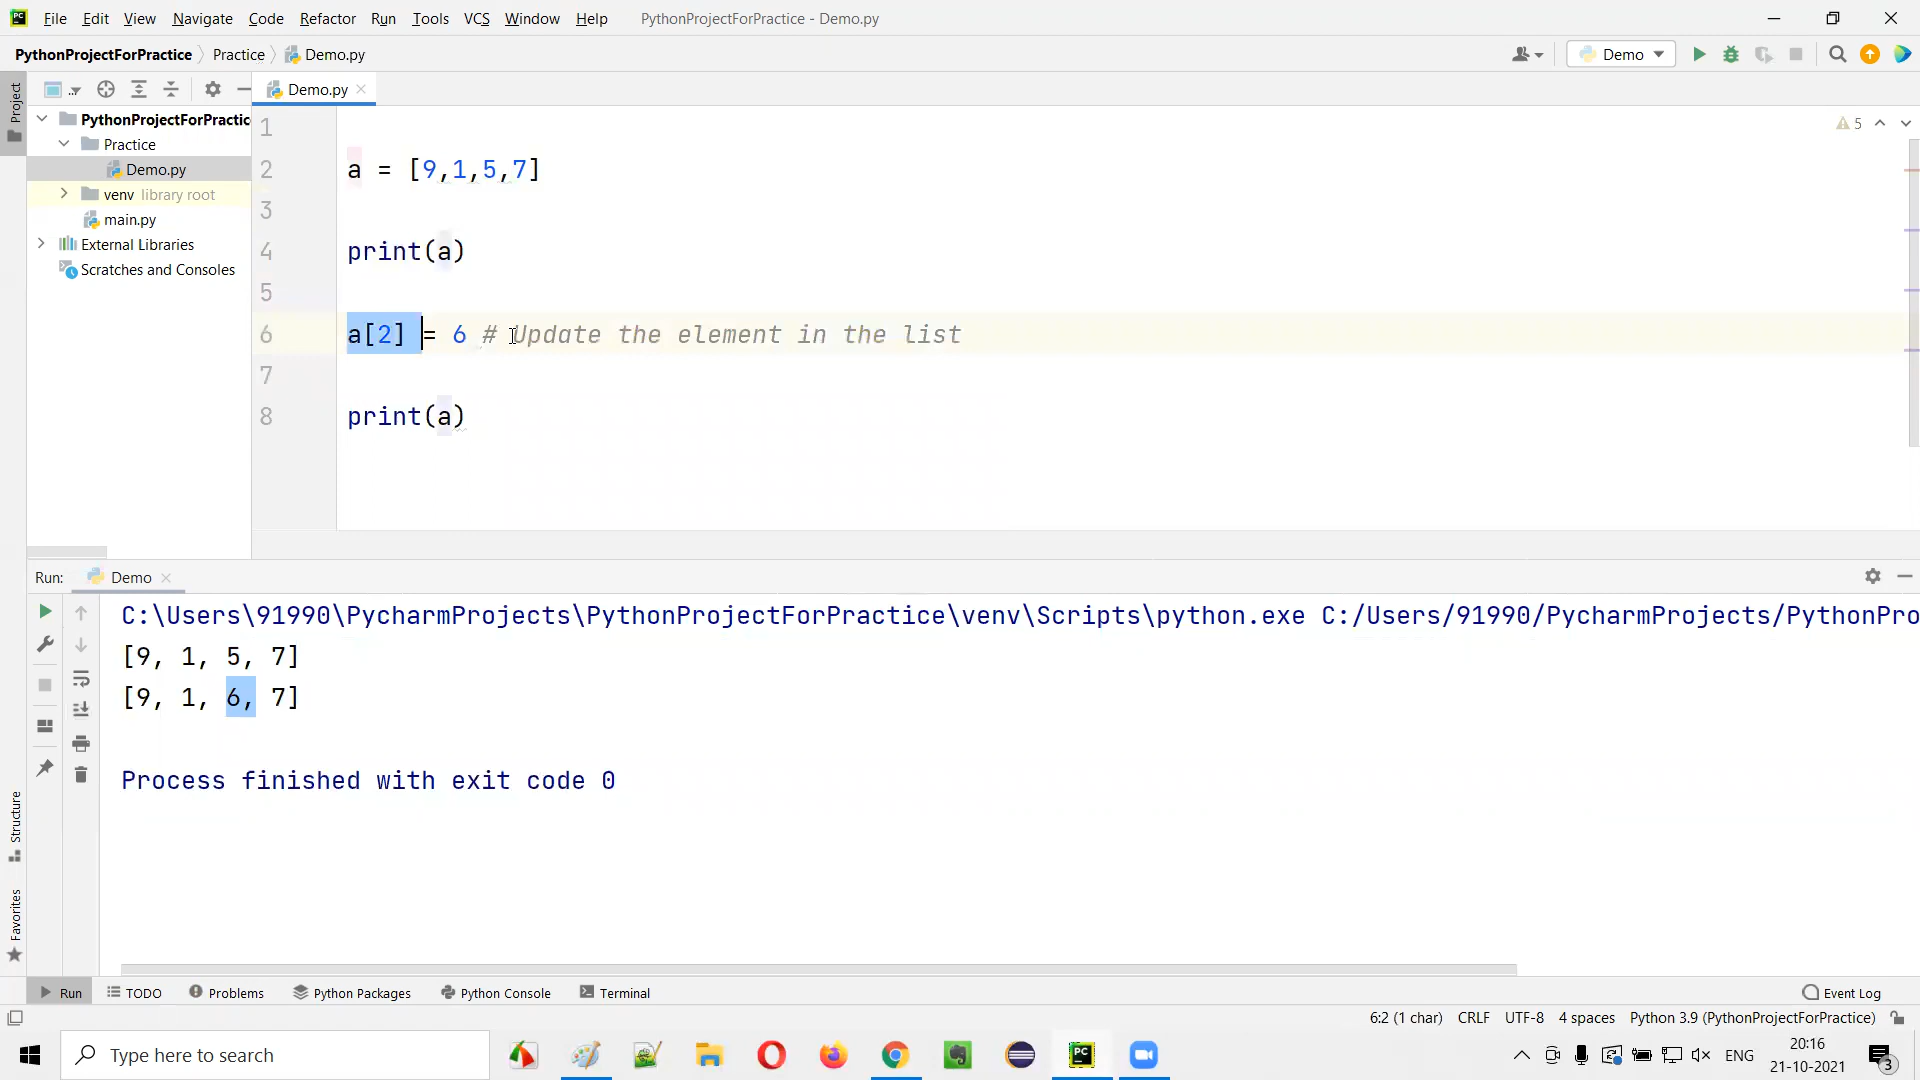 File Edit View Navigate Code Refactor Run Tools VCS Window Help PythonProjectForPractice - Demo.py
PythonProjectForPractice Practice Demo.py Demo
Project .. Demo.py
PythonProjectForPractic
Practice
Demo.py
venv library root
main.py
External Libraries
Scratches and Consoles
5
1
2 a = [9,1,5,7]
3
4 print(a)
5
6 a[2] = 6 # Update the element in the list
7
8 print(a)
Run: Demo
C:\Users\91990\PycharmProjects\PythonProjectForPractice\venv\Scripts\python.exe C:/Users/91990/PycharmProjects/PythonPro
[9, 1, 5, 7]
[9, 1, 6, 7]
Process finished with exit code 0
Structure
Favorites
Run TODO Problems Python Packages Python Console Terminal Event Log
6:2 (1 char) CRLF UTF-8 4 spaces Python 3.9 (PythonProjectForPractice)
Type here to search PC ENG 20:16
21-10-2021 3